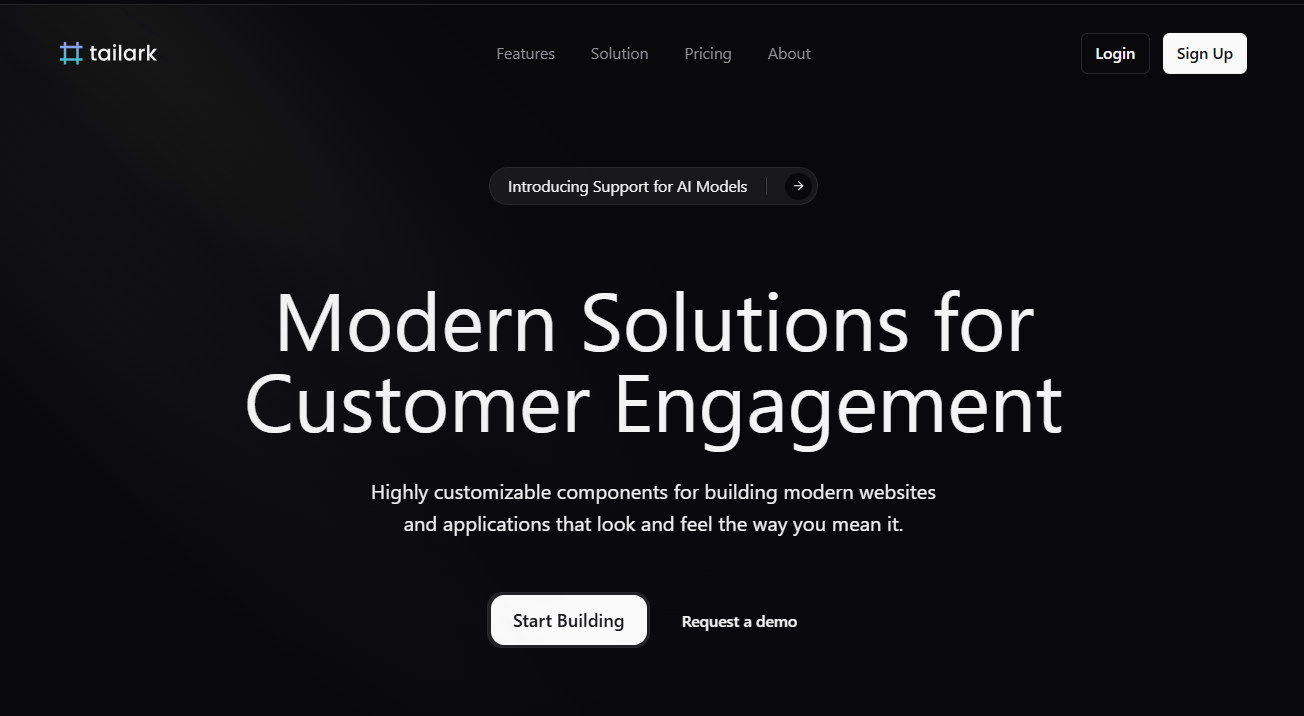 tailark
Features
Solution
Pricing
About
Login
Sign Up
Introducing Support for AI Models
Modern Solutions for
Customer Engagement
Highly customizable components for building modern websites
and applications that look and feel the way you mean it.
Start Building
Request a demo